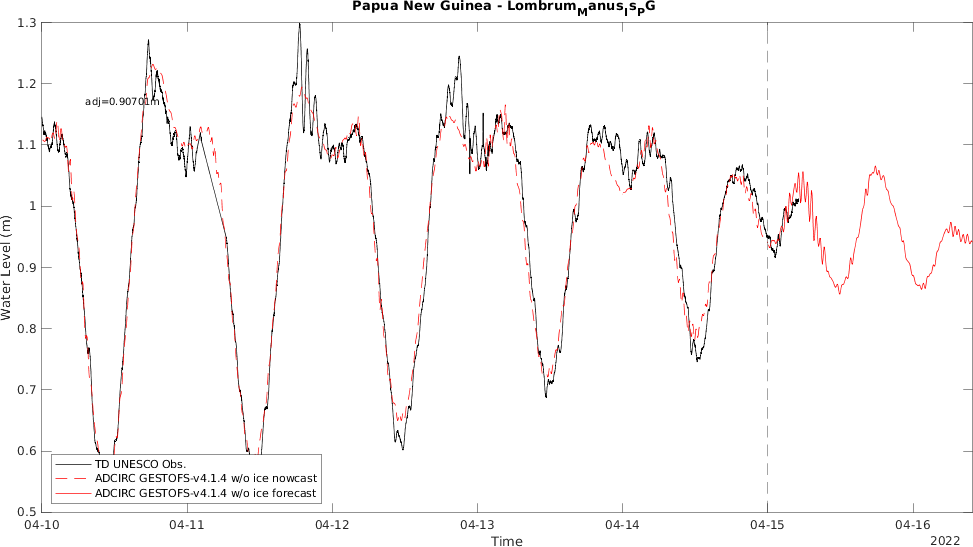 Papua New Guinea - LombrumManusIsPG
1.3
1.2
adj=0.90701m
1.1
1
0.9
0.8
0.7
0.6
0.5
Water Level (m)
TD UNESCO Obs.
ADCIRC GESTOFS-v4.1.4 w/o ice nowcast
ADCIRC GESTOFS-v4.1.4 w/o ice forecast
04-10 04-11 04-12 04-13 04-14 04-15 04-16
Time
2022